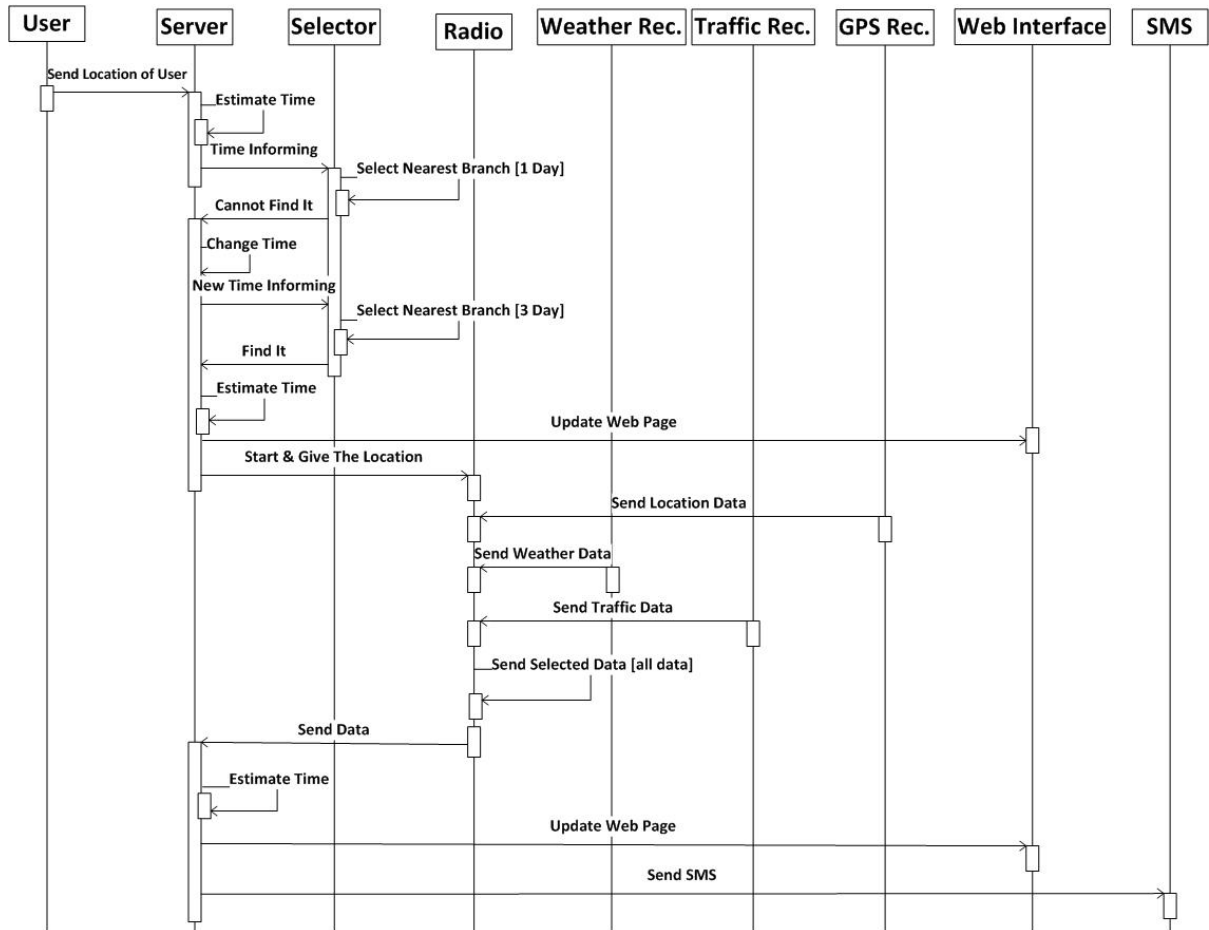 User
Server
Selector
Radio
Weather Rec.
Traffic Rec.
GPS Rec.
Web Interface
SMS
Send Location of User
Estimate Time
Time Informing
Select Nearest Branch [1 Day]
Cannot Find It
Change Time
New Time Informing
Select Nearest Branch [3 Day]
Find It
Estimate Time
Update Web Page
Start & Give The Location
Send Location Data
Send Weather Data
Send Traffic Data
Send Selected Data [all data]
Send Data
Estimate Time
Update Web Page
Send SMS